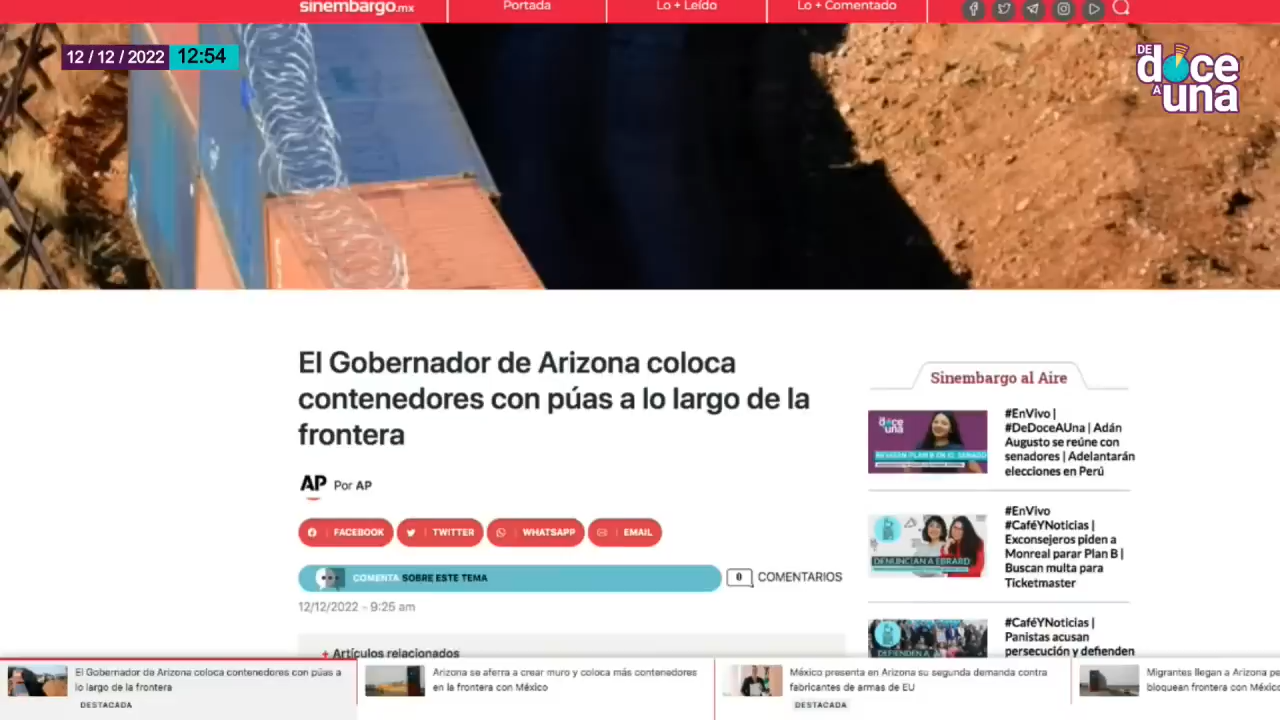 sinembargo.mx
Portada
Lo + Leído
Lo + Comentado
12 / 12 / 2022 12:54
DE
doce
A
una
El Gobernador de Arizona coloca
contenedores con púas a lo largo de la
frontera
AP Por AP
FACEBOOK
TWITTER
WHATSAPP
EMAIL
COMENTA SOBRE ESTE TEMA
0 COMENTARIOS
12/12/2022 - 9:25 am
+ Artículos relacionados
Sinembargo al Aire
doce
una
#EnVivo |
#DeDoceAUna | Adán
Augusto se reúne con
senadores | Adelantarán
elecciones en Perú
DENUNCIAN A EBRARD
#EnVivo
#CaféYNoticias |
Exconsejeros piden a
Monreal parar Plan B |
Buscan multa para
Ticketmaster
DEFIENDEN A
#CaféYNoticias |
Panistas acusan
persecución y defienden
El Gobernador de Arizona coloca contenedores con púas a
lo largo de la frontera
DESTACADA
Arizona se aferra a crear muro y coloca más contenedores
en la frontera con México
México presenta en Arizona su segunda demanda contra
fabricantes de armas de EU
DESTACADA
Migrantes llegan a Arizona pe
bloquean frontera con México